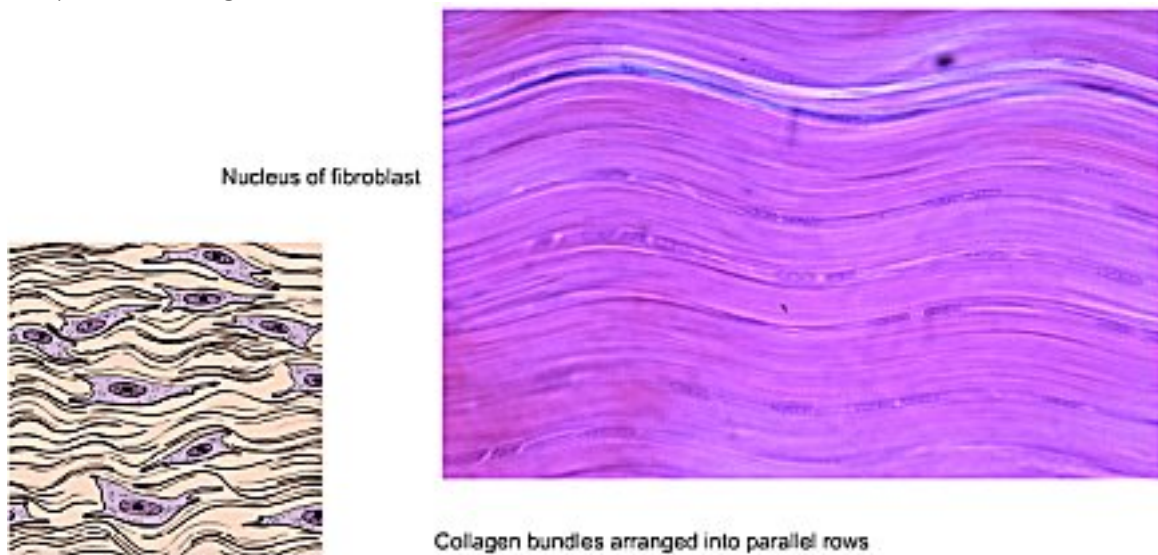 Nucleus of fibroblast
Collagen bundles arranged into parallel rows